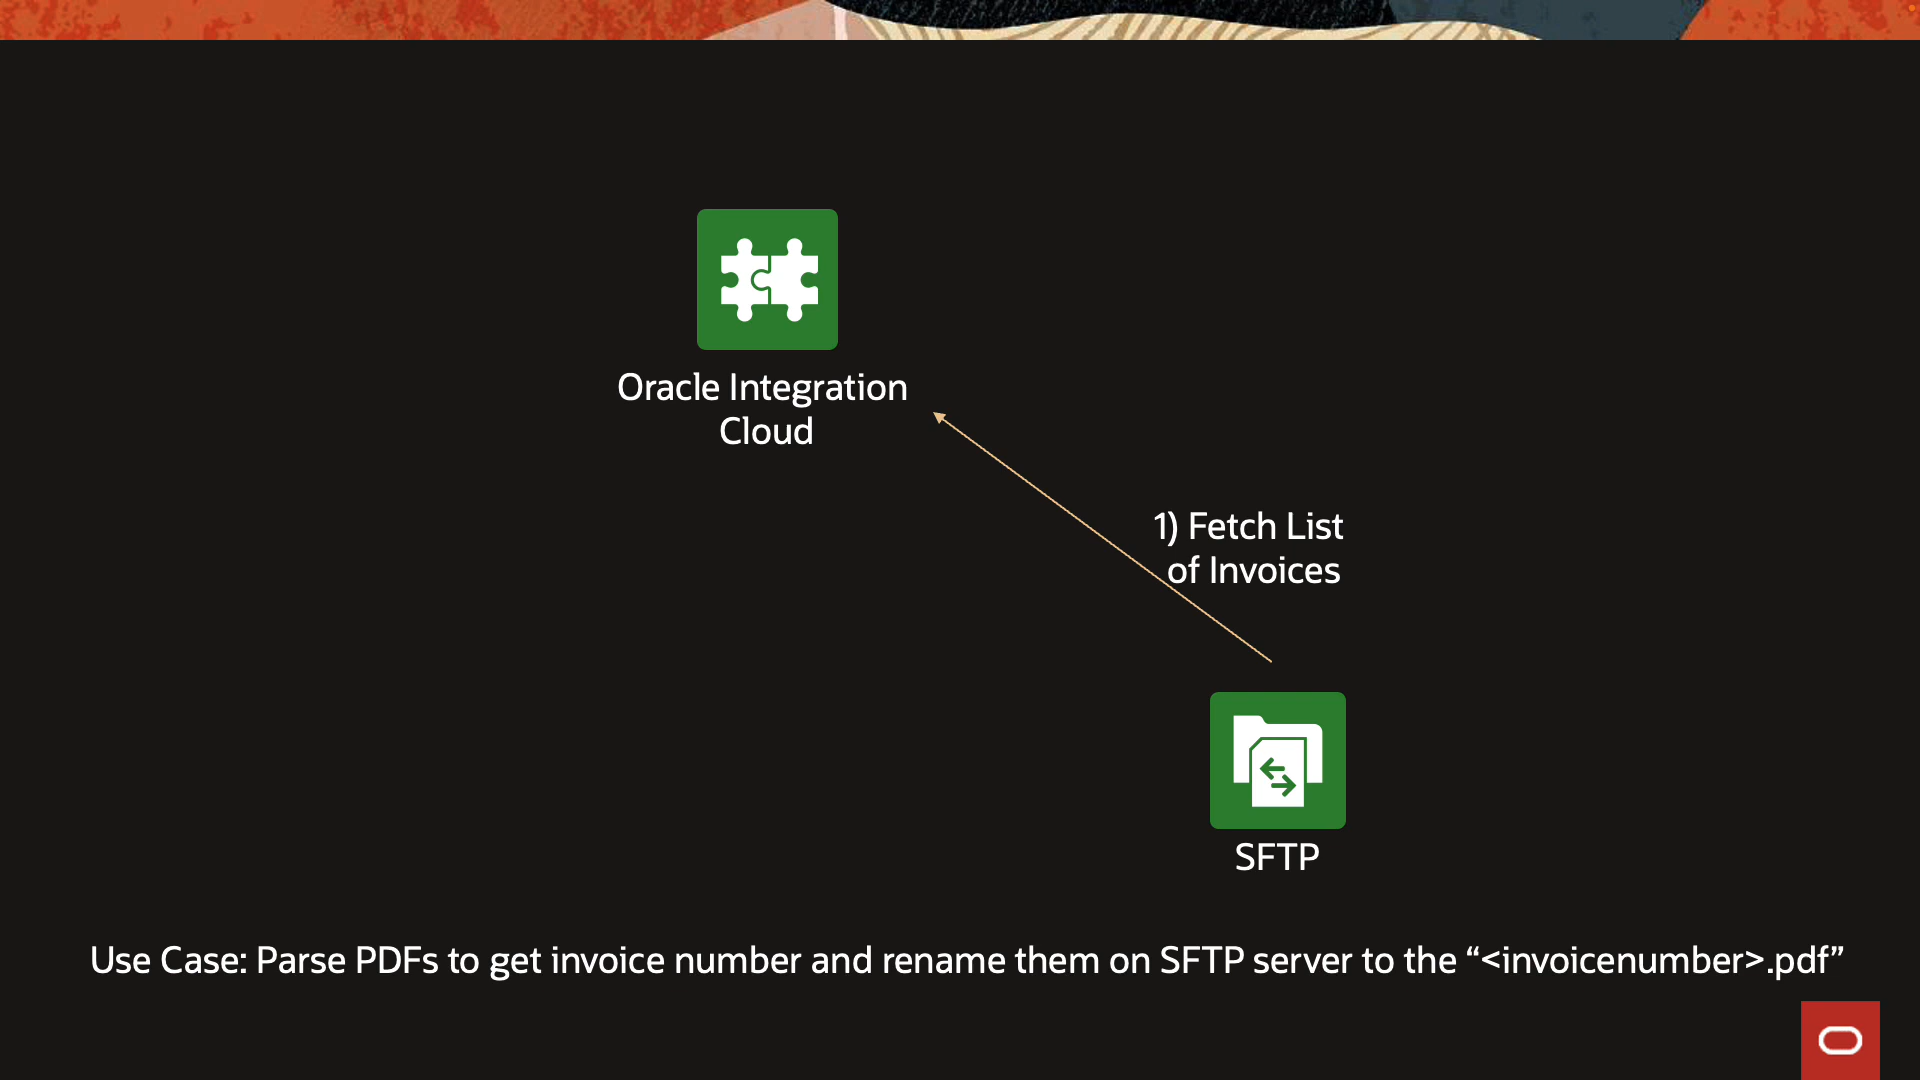 Oracle Integration
Cloud
1) Fetch List
of Invoices
SFTP
Use Case: Parse PDFs to get invoice number and rename them on SFTP server to the “<invoicenumber>.pdf”